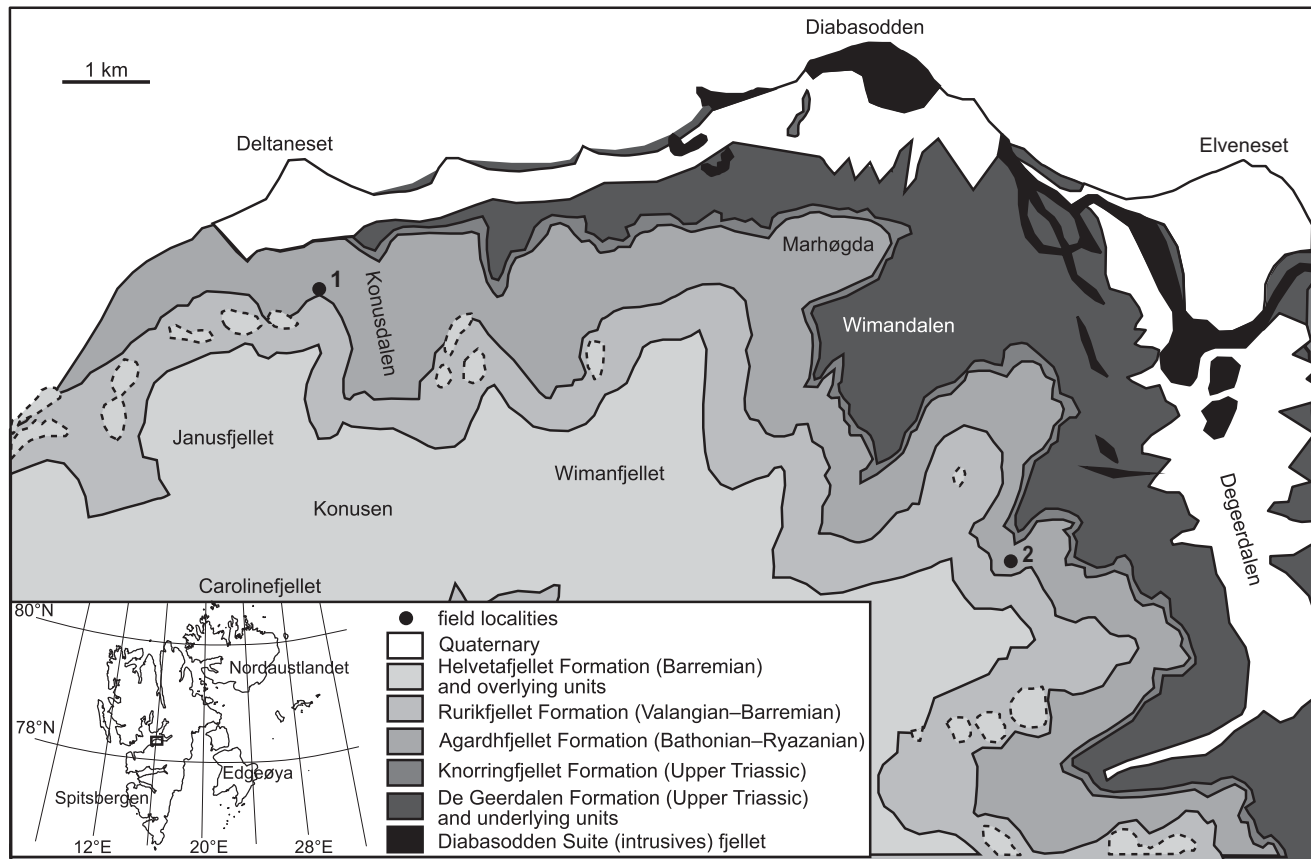 Diabasodden
1 km
Deltaneset
Elveneset
Marhøgda
1
Konusdalen
Wimandalen
Janusfjellet
Wimanfjellet
Konusen
Degeerdalen
2
Carolinefjellet
80°N
Nordaustlandet
78°N
Edgeøya
Spitsbergen
12°E
20°E
28°E
field localities
Quaternary
Helvetafjellet Formation (Barremian)
and overlying units
Rurikfjellet Formation (Valangian–Barremian)
Agardhfjellet Formation (Bathonian–Ryazanian)
Knorringfjellet Formation (Upper Triassic)
De Geerdalen Formation (Upper Triassic)
and underlying units
Diabasodden Suite (intrusives) fjellet